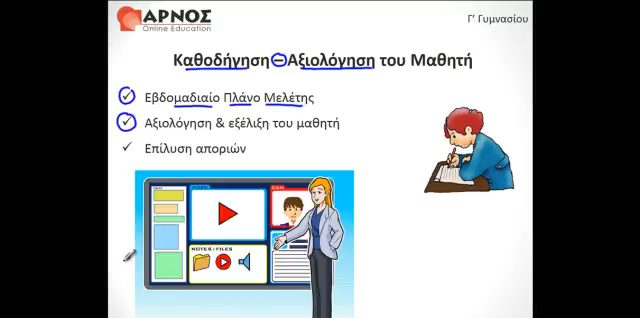 ΑΡΝΟΣ
Online Education
Γ' Γυμνασίου
Καθοδήγηση – Αξιολόγηση του Μαθητή
Εβδομαδιαίο Πλάνο Μελέτης
Αξιολόγηση & εξέλιξη του μαθητή
Επίλυση αποριών
NOTES/FILES